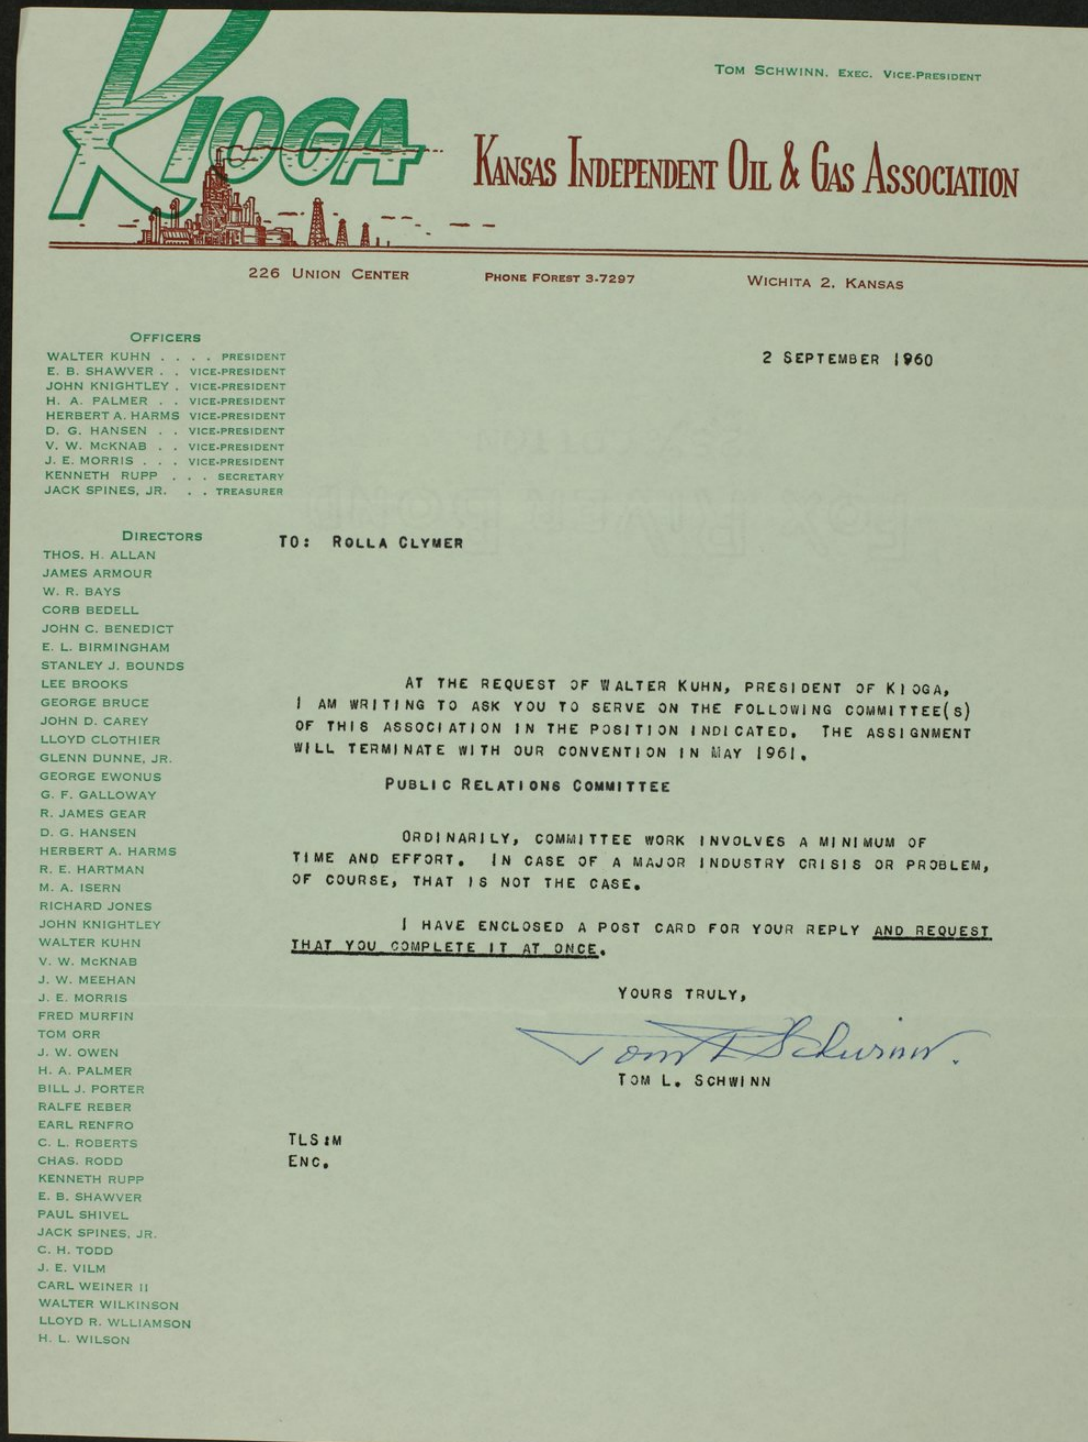 KIOGA
TOM SCHWINN, EXEC. VICE-PRESIDENT
KANSAS INDEPENDENT OIL & GAS ASSOCIATION
226 UNION CENTER PHONE FOREST 3-7297 WICHITA 2, KANSAS
OFFICERS
WALTER KUHN . . . . PRESIDENT
E. B. SHAWVER . . VICE-PRESIDENT
JOHN KNIGHTLEY . VICE-PRESIDENT
H. A. PALMER . . VICE-PRESIDENT
HERBERT A. HARMS VICE-PRESIDENT
D. G. HANSEN . . VICE-PRESIDENT
V. W. McKNAB . . VICE-PRESIDENT
J. E. MORRIS . . . VICE-PRESIDENT
KENNETH RUPP . . . SECRETARY
JACK SPINES, JR. . . TREASURER
DIRECTORS
THOS. H. ALLAN
JAMES ARMOUR
W. R. BAYS
CORB BEDELL
JOHN C. BENEDICT
E. L. BIRMINGHAM
STANLEY J. BOUNDS
LEE BROOKS
GEORGE BRUCE
JOHN D. CAREY
LLOYD CLOTHIER
GLENN DUNNE, JR.
GEORGE EWONUS
G. F. GALLOWAY
R. JAMES GEAR
D. G. HANSEN
HERBERT A. HARMS
R. E. HARTMAN
M. A. ISERN
RICHARD JONES
JOHN KNIGHTLEY
WALTER KUHN
V. W. McKNAB
J. W. MEEHAN
J. E. MORRIS
FRED MURFIN
TOM ORR
J. W. OWEN
H. A. PALMER
BILL J. PORTER
RALFE REBER
EARL RENFRO
C. L. ROBERTS
CHAS. RODD
KENNETH RUPP
E. B. SHAWVER
PAUL SHIVEL
JACK SPINES, JR.
C. H. TODD
J. E. VILM
CARL WEINER II
WALTER WILKINSON
LLOYD R. WLLIAMSON
H. L. WILSON
2 SEPTEMBER 1960
TO: ROLLA CLYMER
AT THE REQUEST OF WALTER KUHN, PRESIDENT OF KIOGA,
I AM WRITING TO ASK YOU TO SERVE ON THE FOLLOWING COMMITTEE(S)
OF THIS ASSOCIATION IN THE POSITION INDICATED. THE ASSIGNMENT
WILL TERMINATE WITH OUR CONVENTION IN MAY 1961.
PUBLIC RELATIONS COMMITTEE
ORDINARILY, COMMITTEE WORK INVOLVES A MINIMUM OF
TIME AND EFFORT. IN CASE OF A MAJOR INDUSTRY CRISIS OR PROBLEM,
OF COURSE, THAT IS NOT THE CASE.
I HAVE ENCLOSED A POST CARD FOR YOUR REPLY AND REQUEST
THAT YOU COMPLETE IT AT ONCE.
YOURS TRULY,
Tom L Schwinn.
TOM L. SCHWINN
TLS:M
ENC.